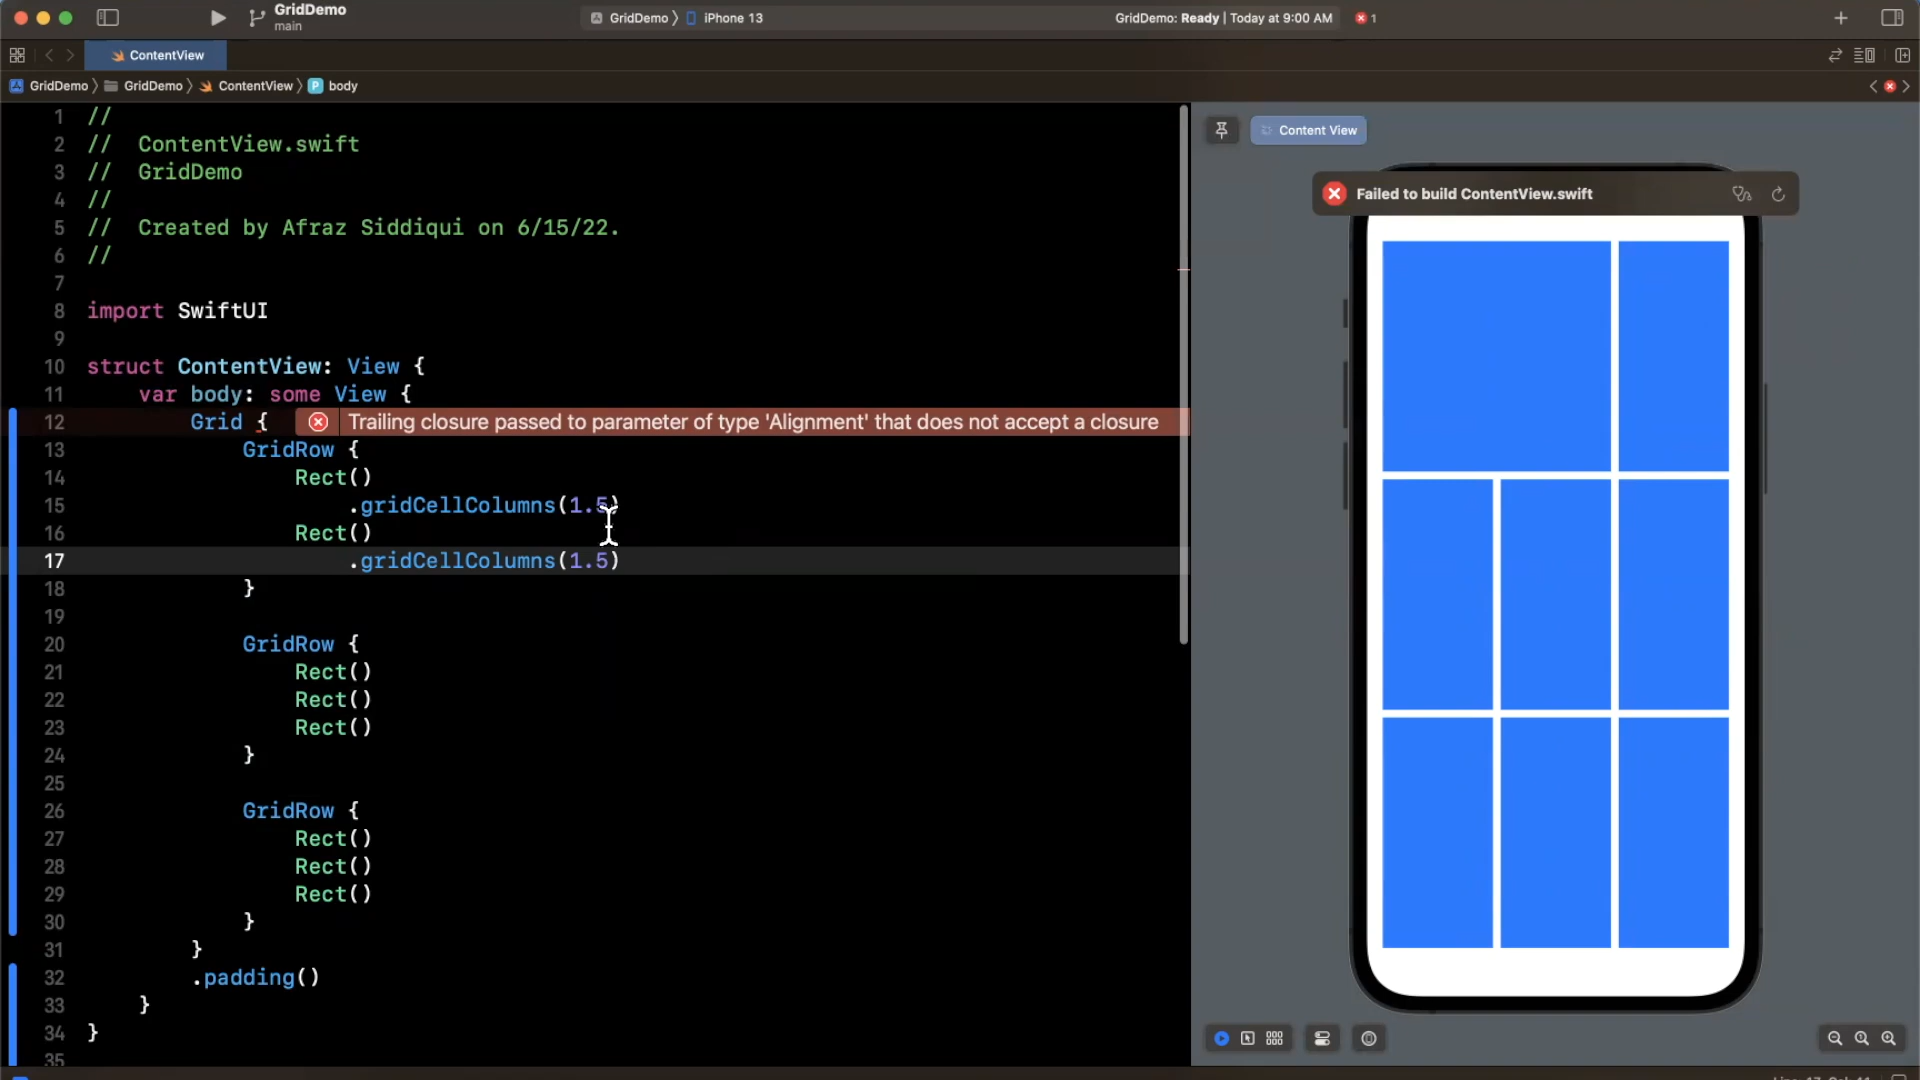 GridDemo
main
GridDemo
iPhone 13
GridDemo: Ready | Today at 9:00 AM
1
ContentView
GridDemo
GridDemo
ContentView
P
body
1 //
2 //  ContentView.swift
3 //  GridDemo
4 //
5 //  Created by Afraz Siddiqui on 6/15/22.
6 //
7
8 import SwiftUI
9
10 struct ContentView: View {
11     var body: some View {
12         Grid {
Trailing closure passed to parameter of type 'Alignment' that does not accept a closure
13             GridRow {
14                 Rect()
15                     .gridCellColumns(1.5)
16                 Rect()
17                     .gridCellColumns(1.5)
18             }
19
20             GridRow {
21                 Rect()
22                 Rect()
23                 Rect()
24             }
25
26             GridRow {
27                 Rect()
28                 Rect()
29                 Rect()
30             }
31         }
32         .padding()
33     }
34 }
35
Content View
Failed to build ContentView.swift